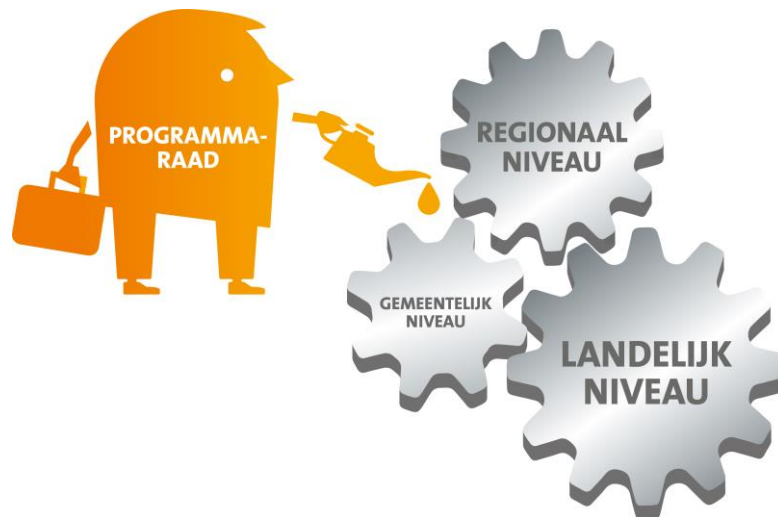 PROGRAMMA-
RAAD
REGIONAAL
NIVEAU
GEMEENTELIJK
NIVEAU
LANDELIJK
NIVEAU